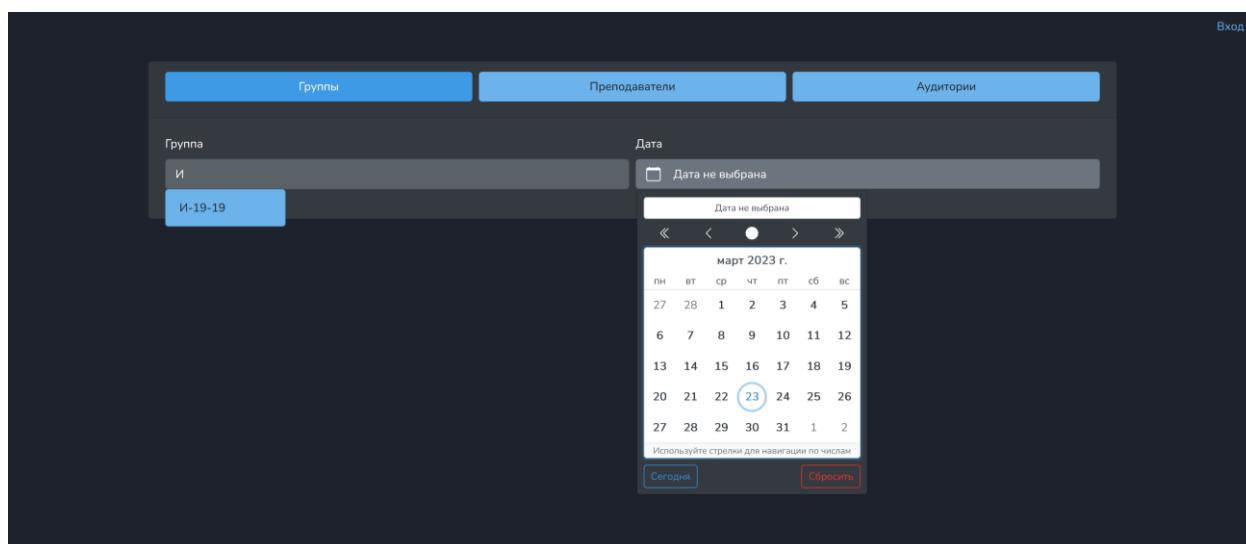 Вход
Группы Преподаватели Аудитории
Группа Дата
И Дата не выбрана
И-19-19
Дата не выбрана
март 2023 г.
пн вт ср чт пт сб вс
27 28 1 2 3 4 5
6 7 8 9 10 11 12
13 14 15 16 17 18 19
20 21 22 23 24 25 26
27 28 29 30 31 1 2
Используйте стрелки для навигации по числам
Сегодня Сбросить